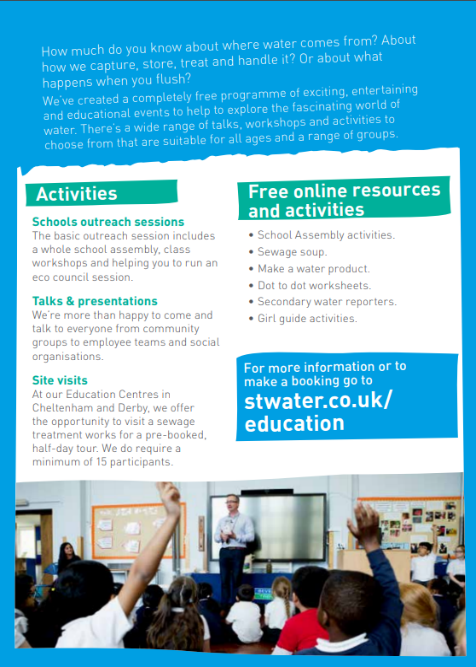 How much do you know about where water comes from? About
how we capture, store, treat and handle it? Or about what
happens when you flush?
We've created a completely free programme of exciting, entertaining
and educational events to help to explore the fascinating world of
water. There's a wide range of talks, workshops and activities to
choose from that are suitable for all ages and a range of groups.
Activities
Schools outreach sessions
The basic outreach session includes
a whole school assembly, class
workshops and helping you to run an
eco council session.
Talks & presentations
We're more than happy to come and
talk to everyone from community
groups to employee teams and social
organisations.
Site visits
At our Education Centres in
Cheltenham and Derby, we offer
the opportunity to visit a sewage
treatment works for a pre-booked,
half-day tour. We do require a
minimum of 15 participants.
Free online resources
and activities
• School Assembly activities.
• Sewage soup.
• Make a water product.
• Dot to dot worksheets.
• Secondary water reporters.
• Girl guide activities.
For more information or to
make a booking go to
stwater.co.uk/
education